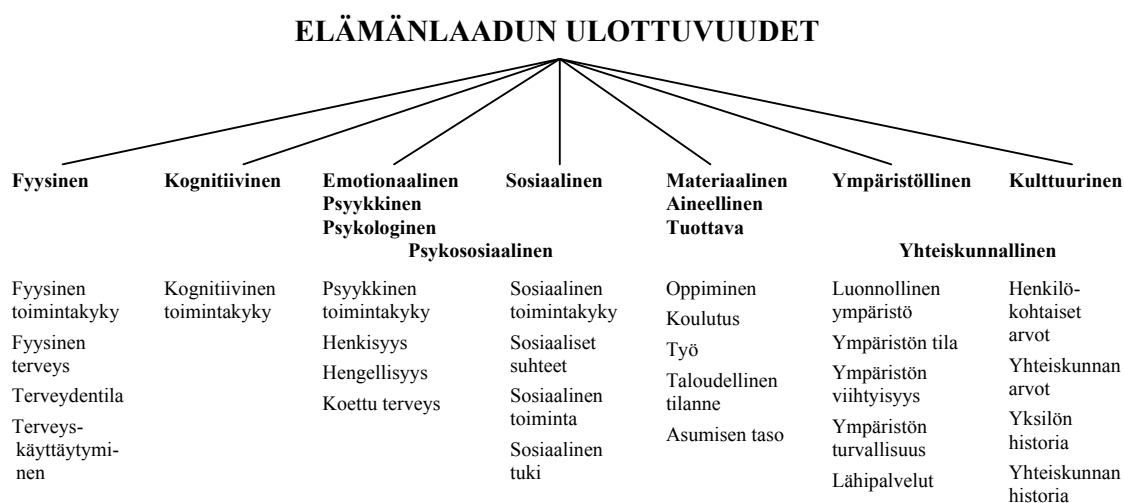 ELÄMÄNLAADUN ULOTTUVUUDET
Fyysinen
Kognitiivinen
Emotionaalinen
Psyykkinen
Psykologinen
Sosiaalinen
Materiaalinen
Aineellinen
Tuottava
Ympäristöllinen
Kulttuurinen
Psykososiaalinen
Yhteiskunnallinen
Fyysinen
toimintakyky
Fyysinen
terveys
Terveydentila
Terveys-
käyttäytymi-
nen
Kognitiivinen
toimintakyky
Psyykkinen
toimintakyky
Henkisyys
Hengellisyys
Koettu terveys
Sosiaalinen
toimintakyky
Sosiaaliset
suhteet
Sosiaalinen
toiminta
Sosiaalinen
tuki
Oppiminen
Koulutus
Työ
Taloudellinen
tilanne
Asumisen taso
Luonnollinen
ympäristö
Ympäristön tila
Ympäristön
viihtyisyys
Ympäristön
turvallisuus
Lähipalvelut
Henkilö-
kohtaiset
arvot
Yhteiskunnan
arvot
Yksilön
historia
Yhteiskunnan
historia